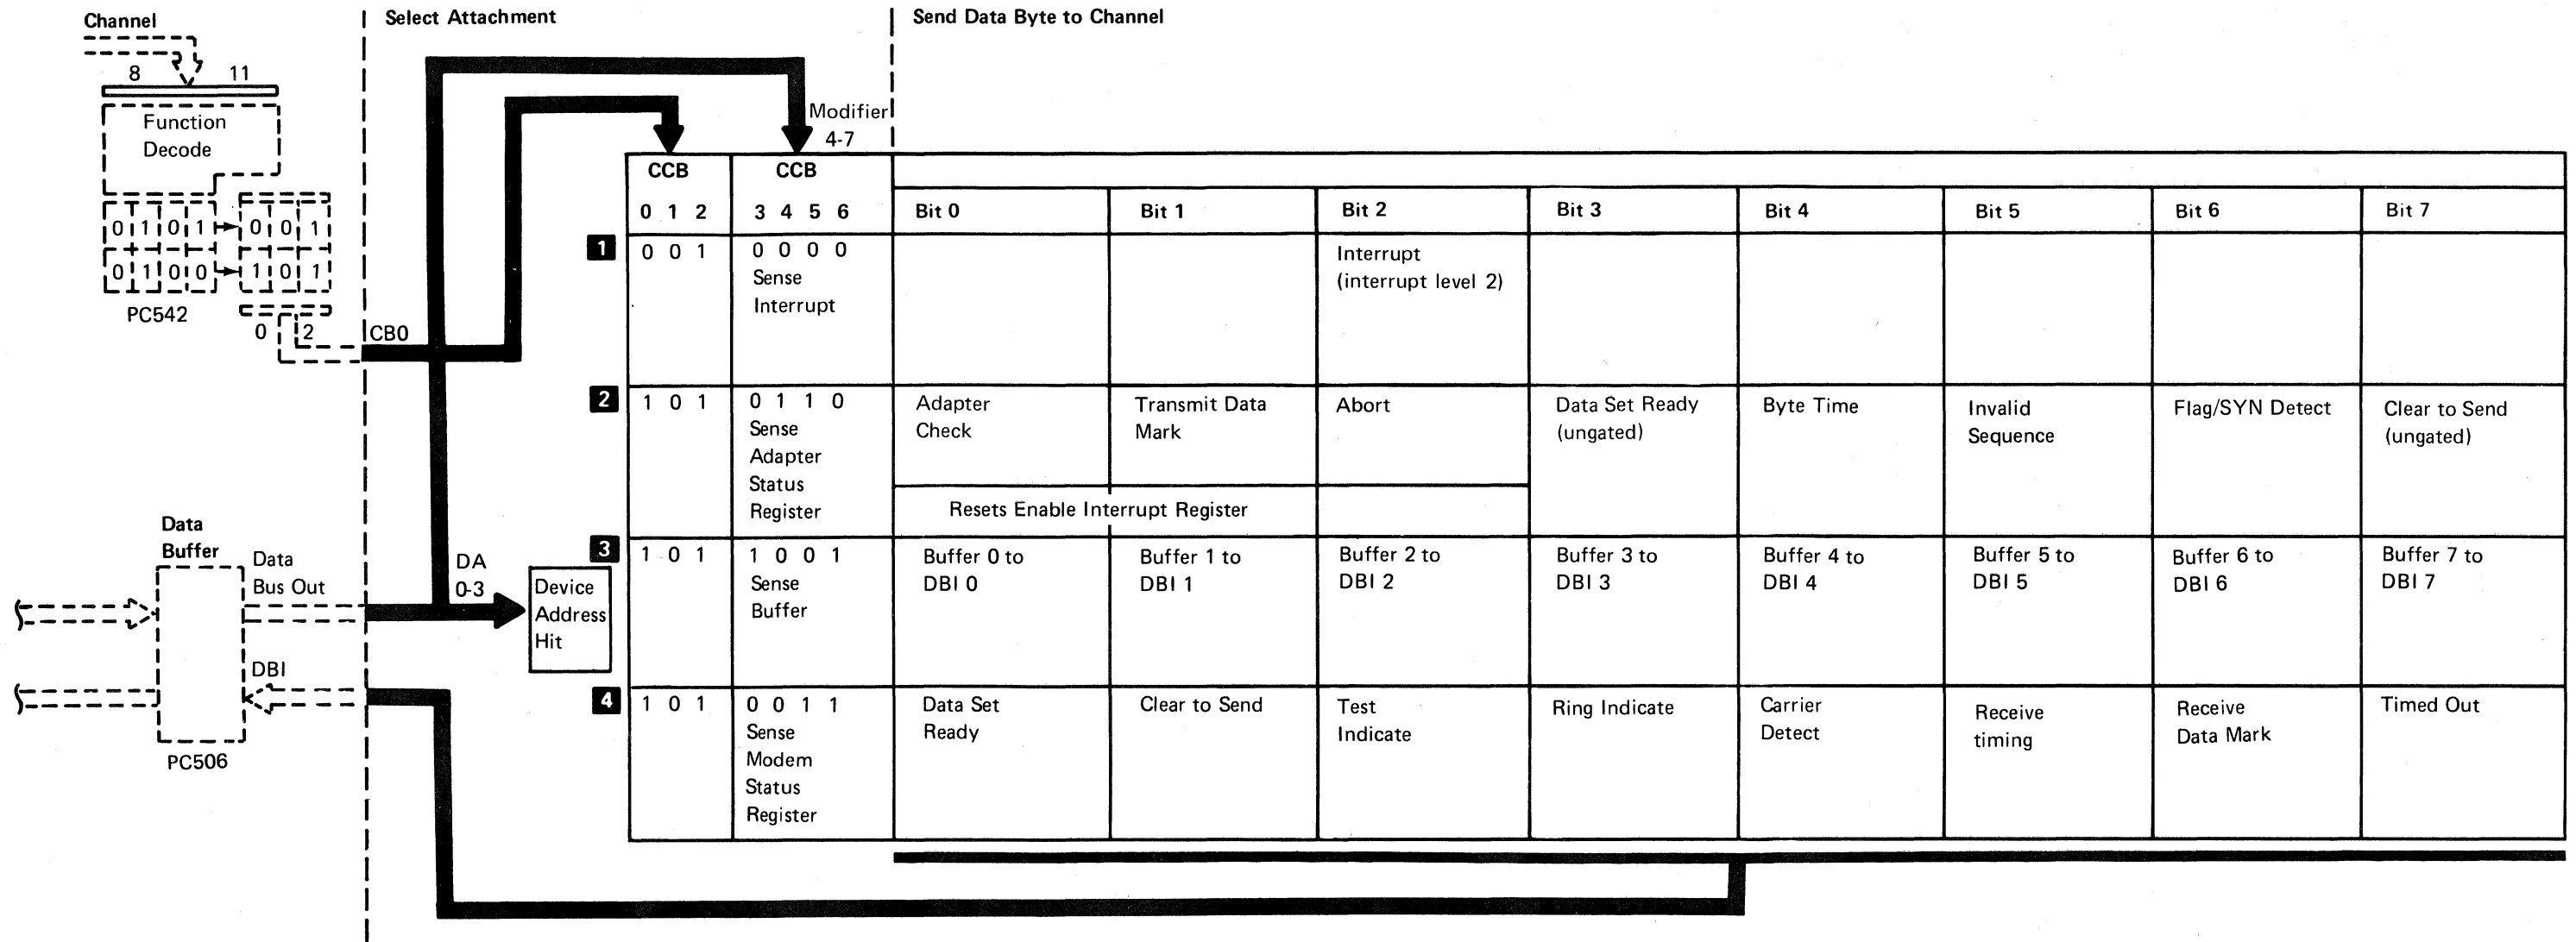 Channel
Select Attachment
Send Data Byte to Channel
8 11
Function
Decode
0 1 0 1 0 0 1
0 1 0 0 1 0 1
PC542
0 2
CB0
Modifier
4-7
CCB CCB
0 1 2 3 4 5 6 Bit 0 Bit 1 Bit 2 Bit 3 Bit 4 Bit 5 Bit 6 Bit 7
1 0 0 1 0 0 0 0
Sense
Interrupt
Interrupt
(interrupt level 2)
2 1 0 1 0 1 1 0
Sense
Adapter
Status
Register
Adapter
Check
Transmit Data
Mark
Abort
Data Set Ready
(ungated)
Byte Time
Invalid
Sequence
Flag/SYN Detect
Clear to Send
(ungated)
Resets Enable Interrupt Register
3 1 0 1 1 0 0 1
Sense
Buffer
Buffer 0 to
DBI 0
Buffer 1 to
DBI 1
Buffer 2 to
DBI 2
Buffer 3 to
DBI 3
Buffer 4 to
DBI 4
Buffer 5 to
DBI 5
Buffer 6 to
DBI 6
Buffer 7 to
DBI 7
4 1 0 1 0 0 1 1
Sense
Modem
Status
Register
Data Set
Ready
Clear to Send
Test
Indicate
Ring Indicate
Carrier
Detect
Receive
timing
Receive
Data Mark
Timed Out
Data
Buffer
Data
Bus Out
DA
0-3
Device
Address
Hit
DBI
PC506